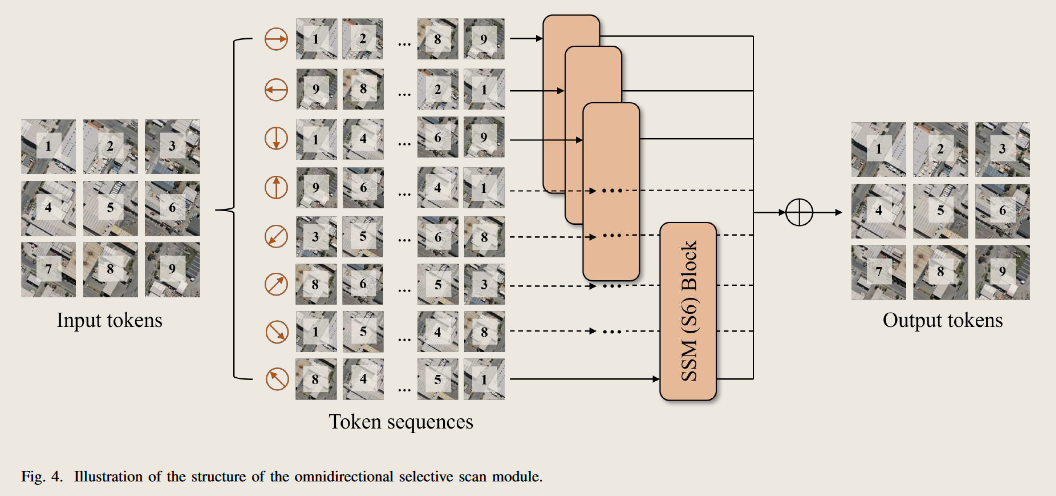 1 2 ... 8 9
9 8 ... 2 1
1 4 ... 6 9
9 6 ... 4 1
3 5 ... 6 8
8 6 ... 5 3
1 5 ... 4 8
8 4 ... 5 1
1 2 3
4 5 6
7 8 9
Input tokens
Token sequences
SSM (S6) Block
1 2 3
4 5 6
7 8 9
Output tokens
Fig. 4. Illustration of the structure of the omnidirectional selective scan module.